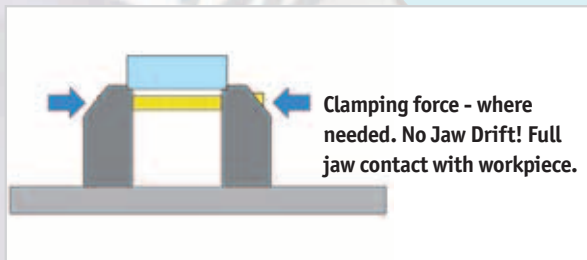 Clamping force - where
needed. No Jaw Drift! Full
jaw contact with workpiece.